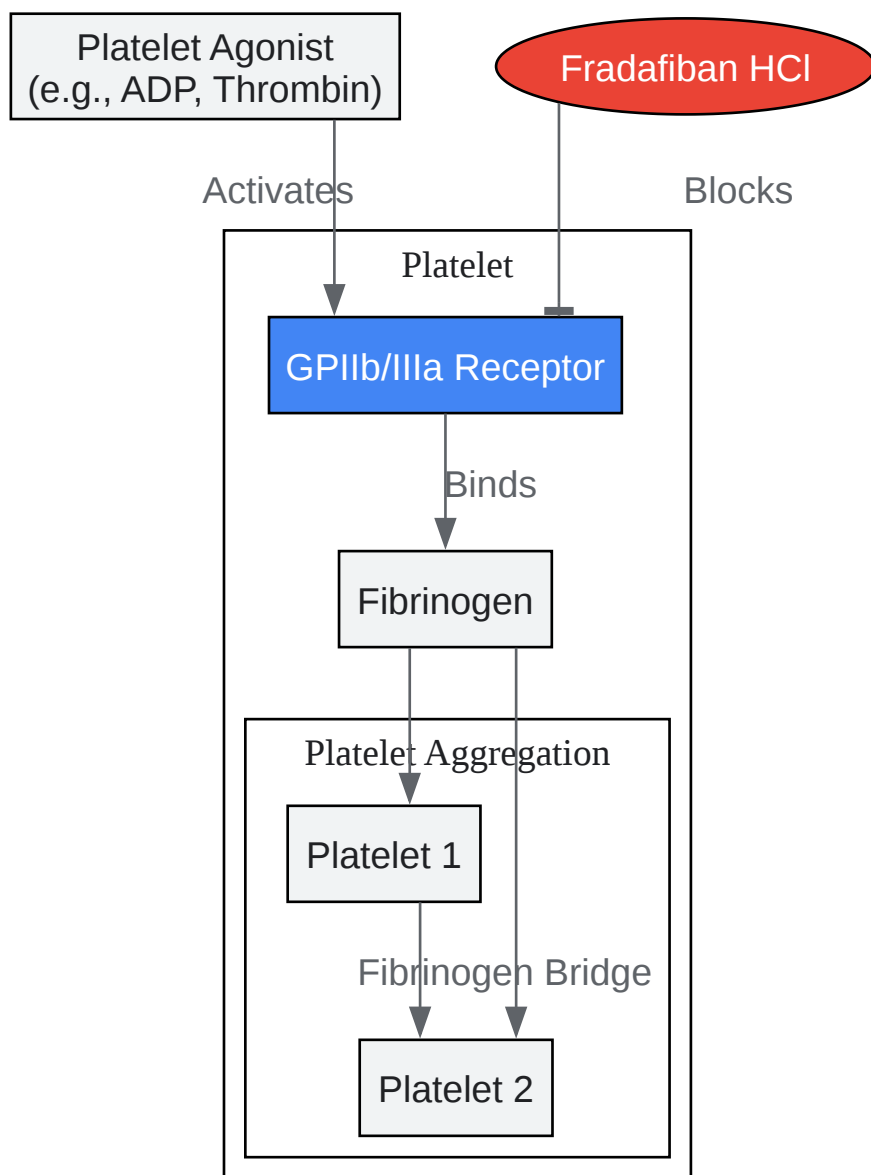 Platelet Agonist
(e.g., ADP, Thrombin)
Fradafiban HCl
Activates
Blocks
Platelet
GPIIb/IIIa Receptor
Binds
Fibrinogen
Platelet Aggregation
Platelet 1
Fibrinogen Bridge
Platelet 2